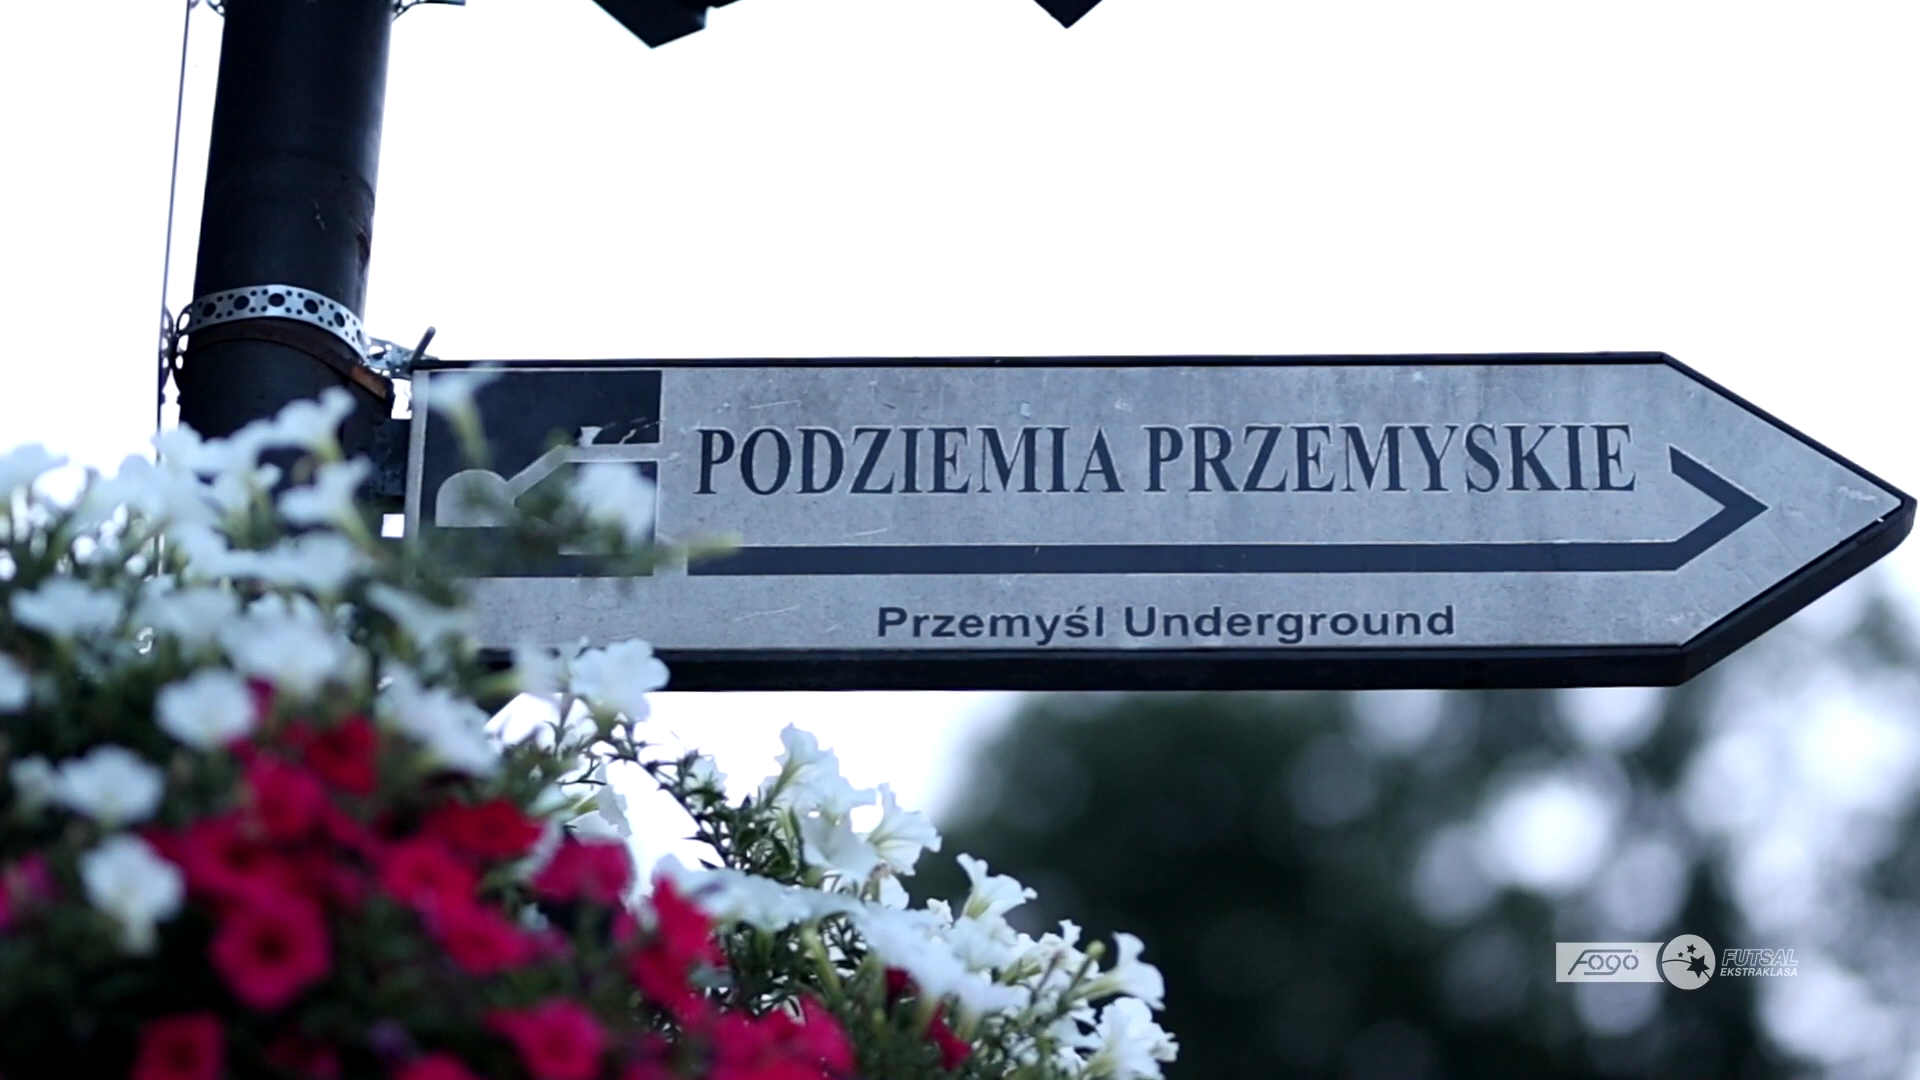 PODZIEMIA PRZEMYSKIE
Przemyśl Underground
FOGO
FUTSAL
EKSTRAKLASA